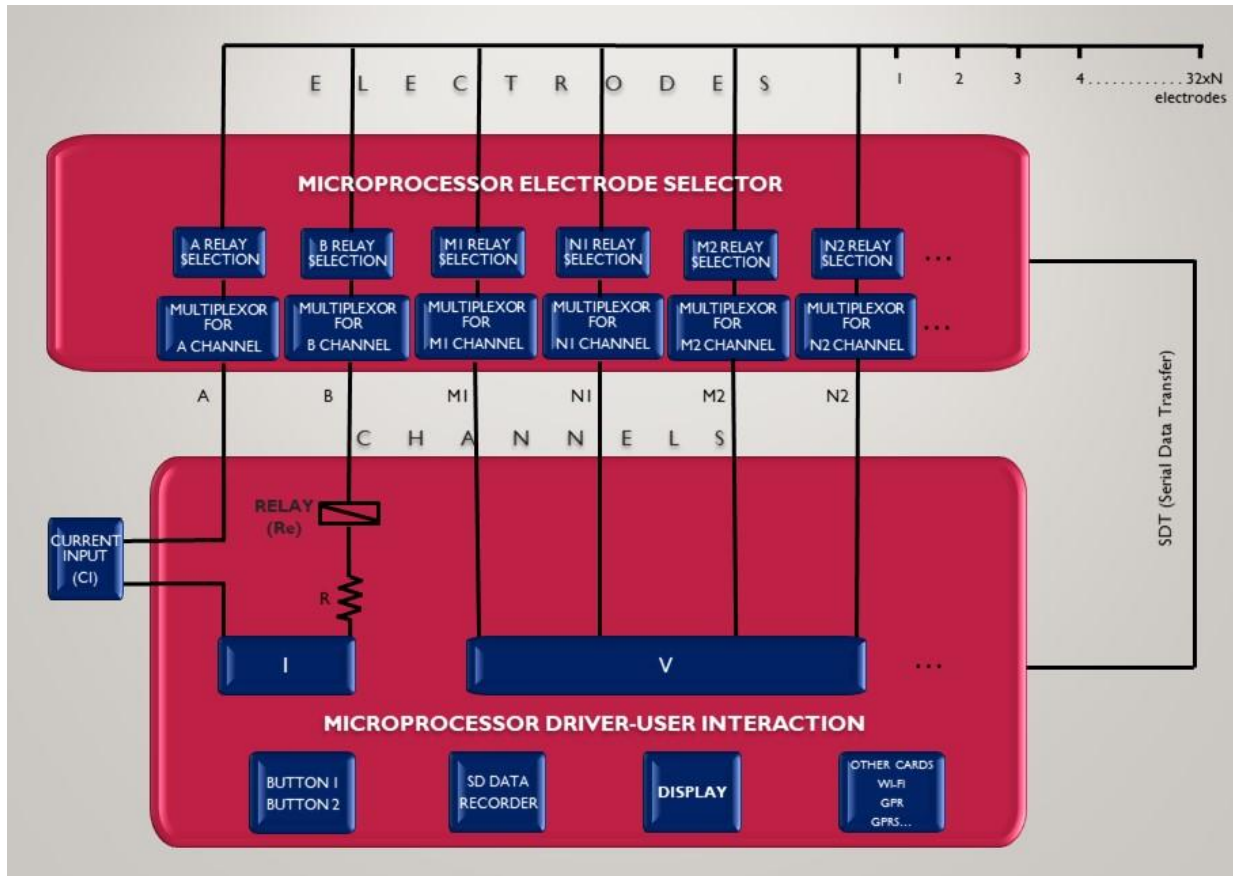 E L E C T R O D E S
1 2 3 4............32xN
electrodes
MICROPROCESSOR ELECTRODE SELECTOR
A RELAY
SELECTION
B RELAY
SELECTION
M1 RELAY
SELECTION
N1 RELAY
SELECTION
M2 RELAY
SELECTION
N2 RELAY
SLECTION
...
MULTIPLEXOR
FOR
A CHANNEL
MULTIPLEXOR
FOR
B CHANNEL
MULTIPLEXOR
FOR
M1 CHANNEL
MULTIPLEXOR
FOR
N1 CHANNEL
MULTIPLEXOR
FOR
M2 CHANNEL
MULTIPLEXOR
FOR
N2 CHANNEL
...
A B M1 N1 M2 N2
C H A N N E L S
SDT (Serial Data Transfer)
RELAY
(Re)
CURRENT
INPUT
(CI)
R
I
V
...
MICROPROCESSOR DRIVER-USER INTERACTION
BUTTON 1
BUTTON 2
SD DATA
RECORDER
DISPLAY
OTHER CARDS
WI-FI
GPR
GPRS...